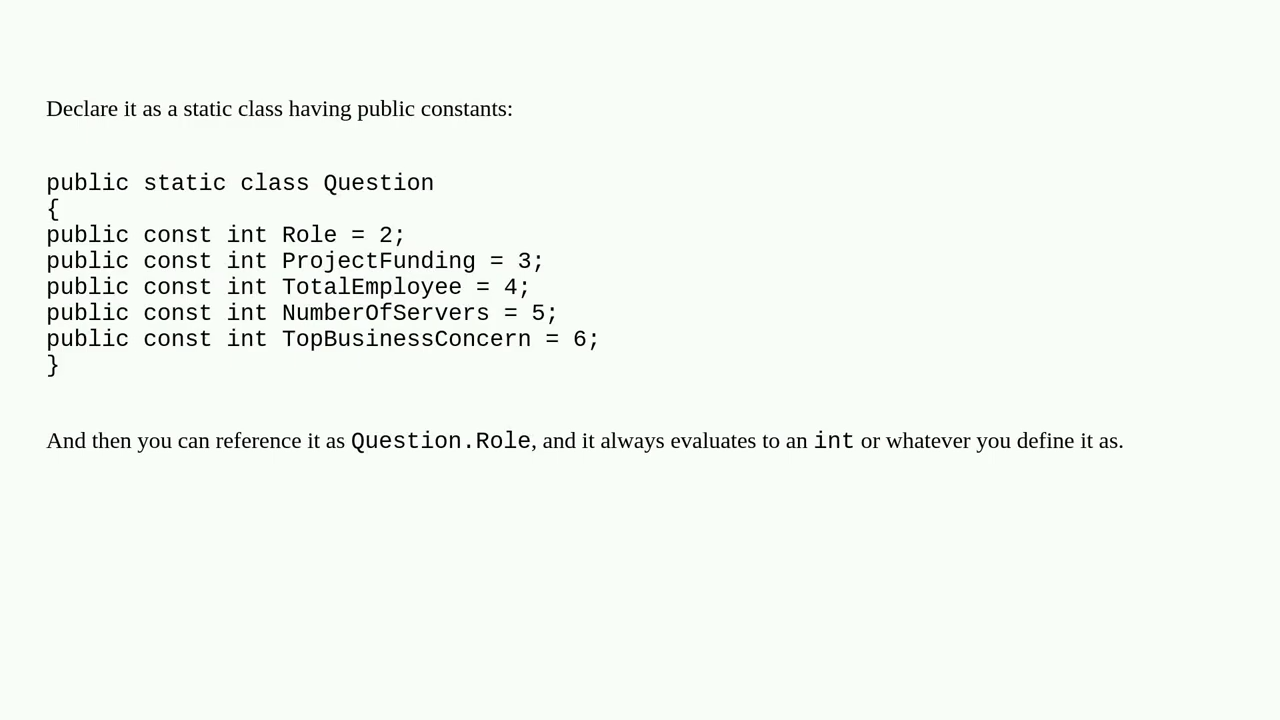 Declare it as a static class having public constants:
public static class Question
{
public const int Role = 2;
public const int ProjectFunding = 3;
public const int TotalEmployee = 4;
public const int NumberOfServers = 5;
public const int TopBusinessConcern = 6;
}
And then you can reference it as Question.Role, and it always evaluates to an int or whatever you define it as.